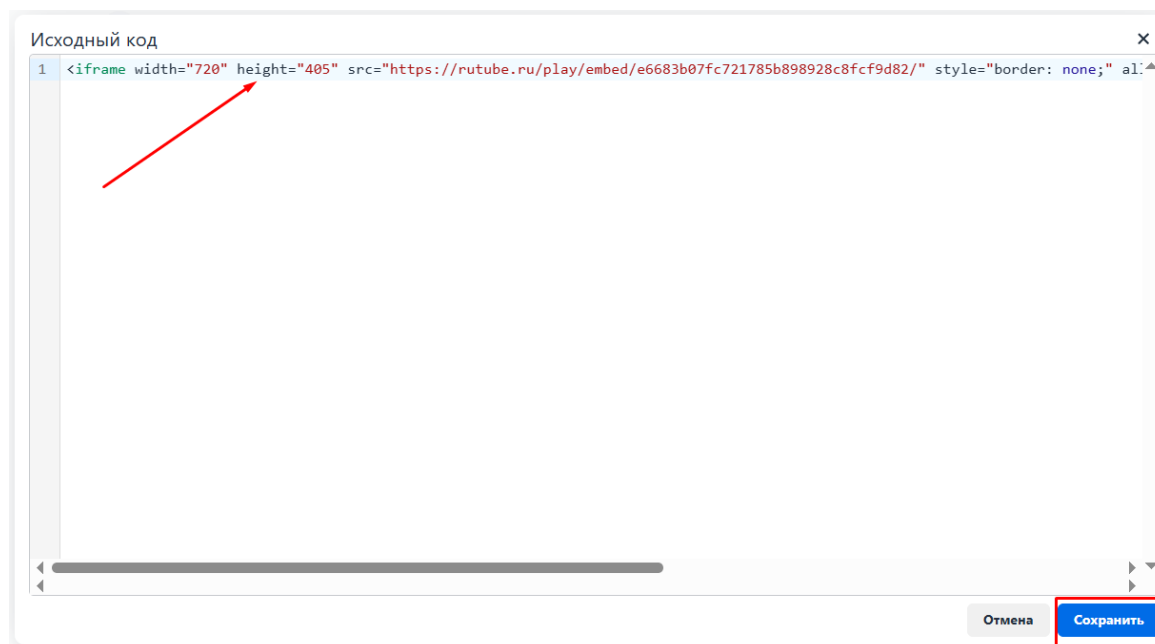 Исходный код ×
1 <iframe width="720" height="405" src="https://rutube.ru/play/embed/e6683b07fc721785b898928c8fcf9d82/" style="border: none;" al
Отмена Сохранить